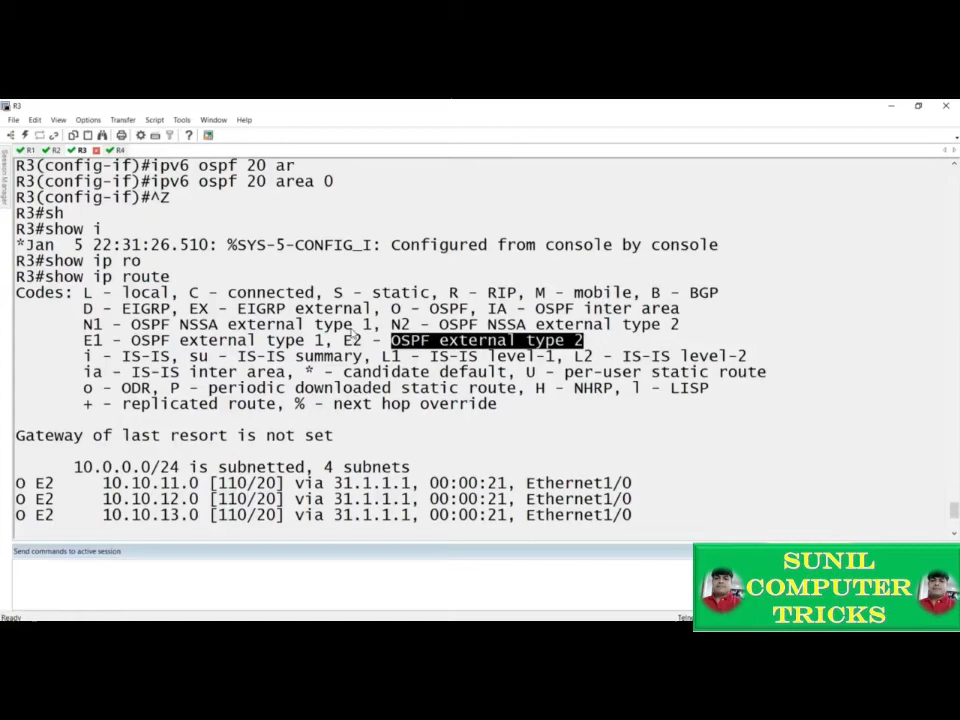 R3
File Edit View Options Transfer Script Tools Window Help
R1 R2 R3 R4
Session Manager
R3(config-if)#ipv6 ospf 20 ar
R3(config-if)#ipv6 ospf 20 area 0
R3(config-if)#^Z
R3#sh
R3#show i
*Jan  5 22:31:26.510: %SYS-5-CONFIG_I: Configured from console by console
R3#show ip ro
R3#show ip route
Codes: L - local, C - connected, S - static, R - RIP, M - mobile, B - BGP
D - EIGRP, EX - EIGRP external, O - OSPF, IA - OSPF inter area
N1 - OSPF NSSA external type 1, N2 - OSPF NSSA external type 2
E1 - OSPF external type 1, E2 - OSPF external type 2
i - IS-IS, su - IS-IS summary, L1 - IS-IS level-1, L2 - IS-IS level-2
ia - IS-IS inter area, * - candidate default, U - per-user static route
o - ODR, P - periodic downloaded static route, H - NHRP, l - LISP
+ - replicated route, % - next hop override
Gateway of last resort is not set
10.0.0.0/24 is subnetted, 4 subnets
O E2 10.10.11.0 [110/20] via 31.1.1.1, 00:00:21, Ethernet1/0
O E2 10.10.12.0 [110/20] via 31.1.1.1, 00:00:21, Ethernet1/0
O E2 10.10.13.0 [110/20] via 31.1.1.1, 00:00:21, Ethernet1/0
Send commands to active session
SUNIL
COMPUTER
TRICKS
Ready